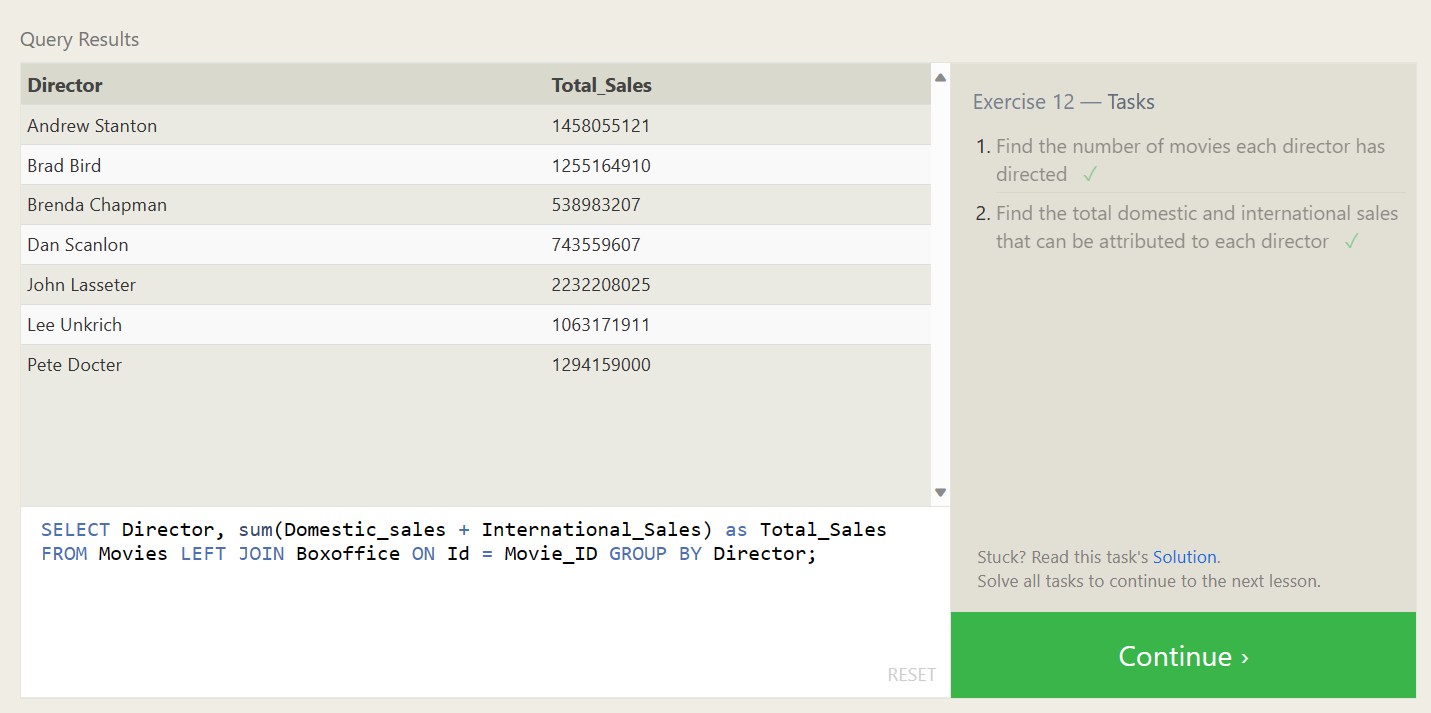 Query Results
Director Total_Sales
Andrew Stanton 1458055121
Brad Bird 1255164910
Brenda Chapman 538983207
Dan Scanlon 743559607
John Lasseter 2232208025
Lee Unkrich 1063171911
Pete Docter 1294159000
SELECT Director, sum(Domestic_sales + International_Sales) as Total_Sales
FROM Movies LEFT JOIN Boxoffice ON Id = Movie_ID GROUP BY Director;
RESET
Exercise 12 — Tasks
1. Find the number of movies each director has
directed ✓
2. Find the total domestic and international sales
that can be attributed to each director ✓
Stuck? Read this task's Solution.
Solve all tasks to continue to the next lesson.
Continue ›